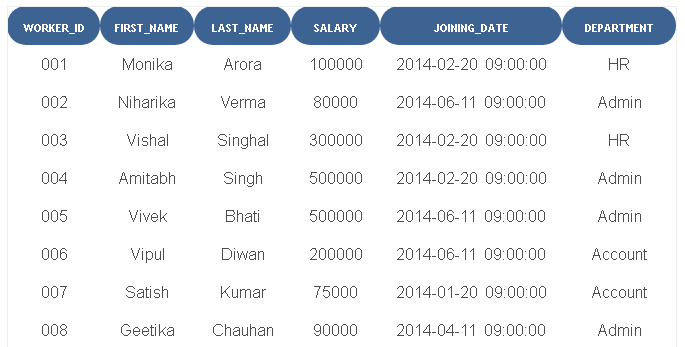 WORKER_ID FIRST_NAME LAST_NAME SALARY JOINING_DATE DEPARTMENT
001 Monika Arora 100000 2014-02-20 09:00:00 HR
002 Niharika Verma 80000 2014-06-11 09:00:00 Admin
003 Vishal Singhal 300000 2014-02-20 09:00:00 HR
004 Amitabh Singh 500000 2014-02-20 09:00:00 Admin
005 Vivek Bhati 500000 2014-06-11 09:00:00 Admin
006 Vipul Diwan 200000 2014-06-11 09:00:00 Account
007 Satish Kumar 75000 2014-01-20 09:00:00 Account
008 Geetika Chauhan 90000 2014-04-11 09:00:00 Admin